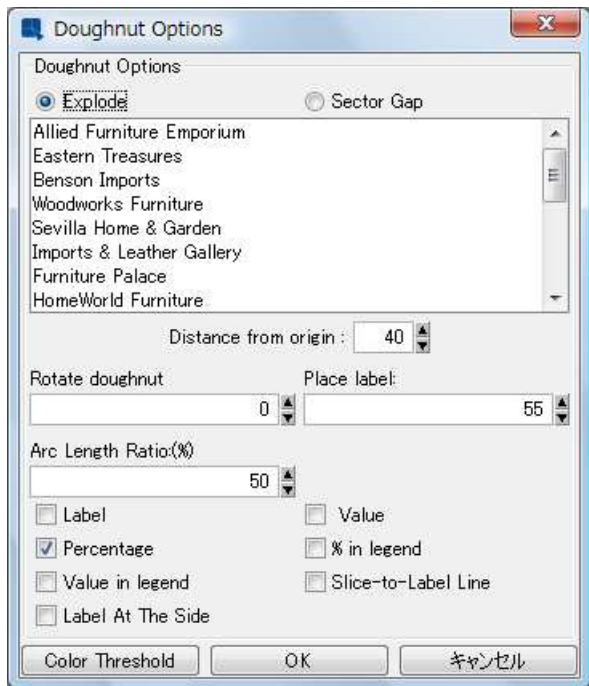 Doughnut Options
Doughnut Options
Explode Sector Gap
Allied Furniture Emporium
Eastern Treasures
Benson Imports
Woodworks Furniture
Sevilla Home & Garden
Imports & Leather Gallery
Furniture Palace
HomeWorld Furniture
Distance from origin : 40
Rotate doughnut Place label:
0 55
Arc Length Ratio:(%)
50
Label Value
Percentage % in legend
Value in legend Slice-to-Label Line
Label At The Side
Color Threshold OK キャンセル